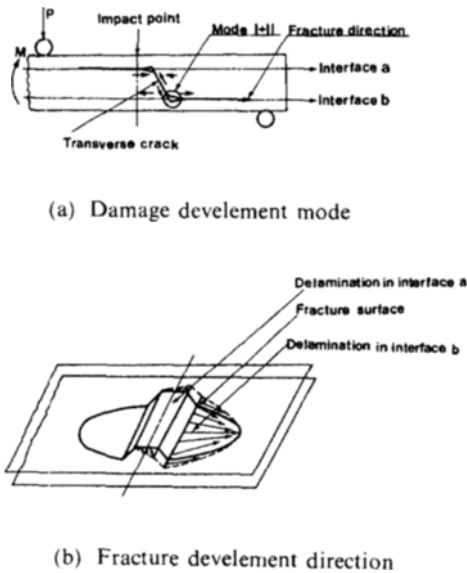 P
Impact point
Mode I+II
Fracture direction
M
Interface a
Interface b
Transverse crack
(a) Damage develement mode
Delamination in interface a
Fracture surface
Delamination in interface b
(b) Fracture develement direction